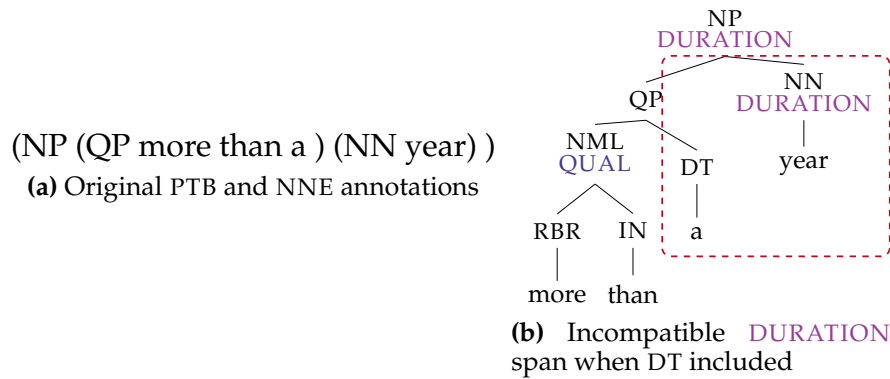 (NP (QP more than a ) (NN year) )
(a) Original PTB and NNE annotations
NP
DURATION
QP
NN
DURATION
NML
QUAL
DT
year
RBR IN a
more than
(b) Incompatible DURATION
span when DT included